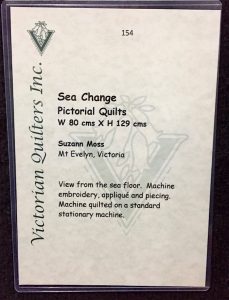 154
Victorian Quilters Inc.
Sea Change
Pictorial Quilts
W 80 cms X H 129 cms
Suzann Moss
Mt Evelyn, Victoria
View from the sea floor. Machine
embroidery, appliqué and piecing.
Machine quilted on a standard
stationary machine.